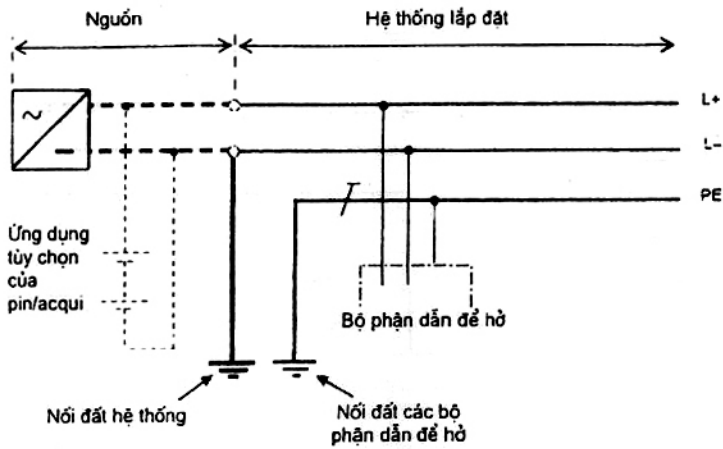 Nguồn
Hệ thống lắp đặt
L+
L–
PE
Ứng dụng
tùy chọn
của
pin/acqui
Bộ phận dẫn để hở
Nối đất hệ thống
Nối đất các bộ
phận dẫn để hở